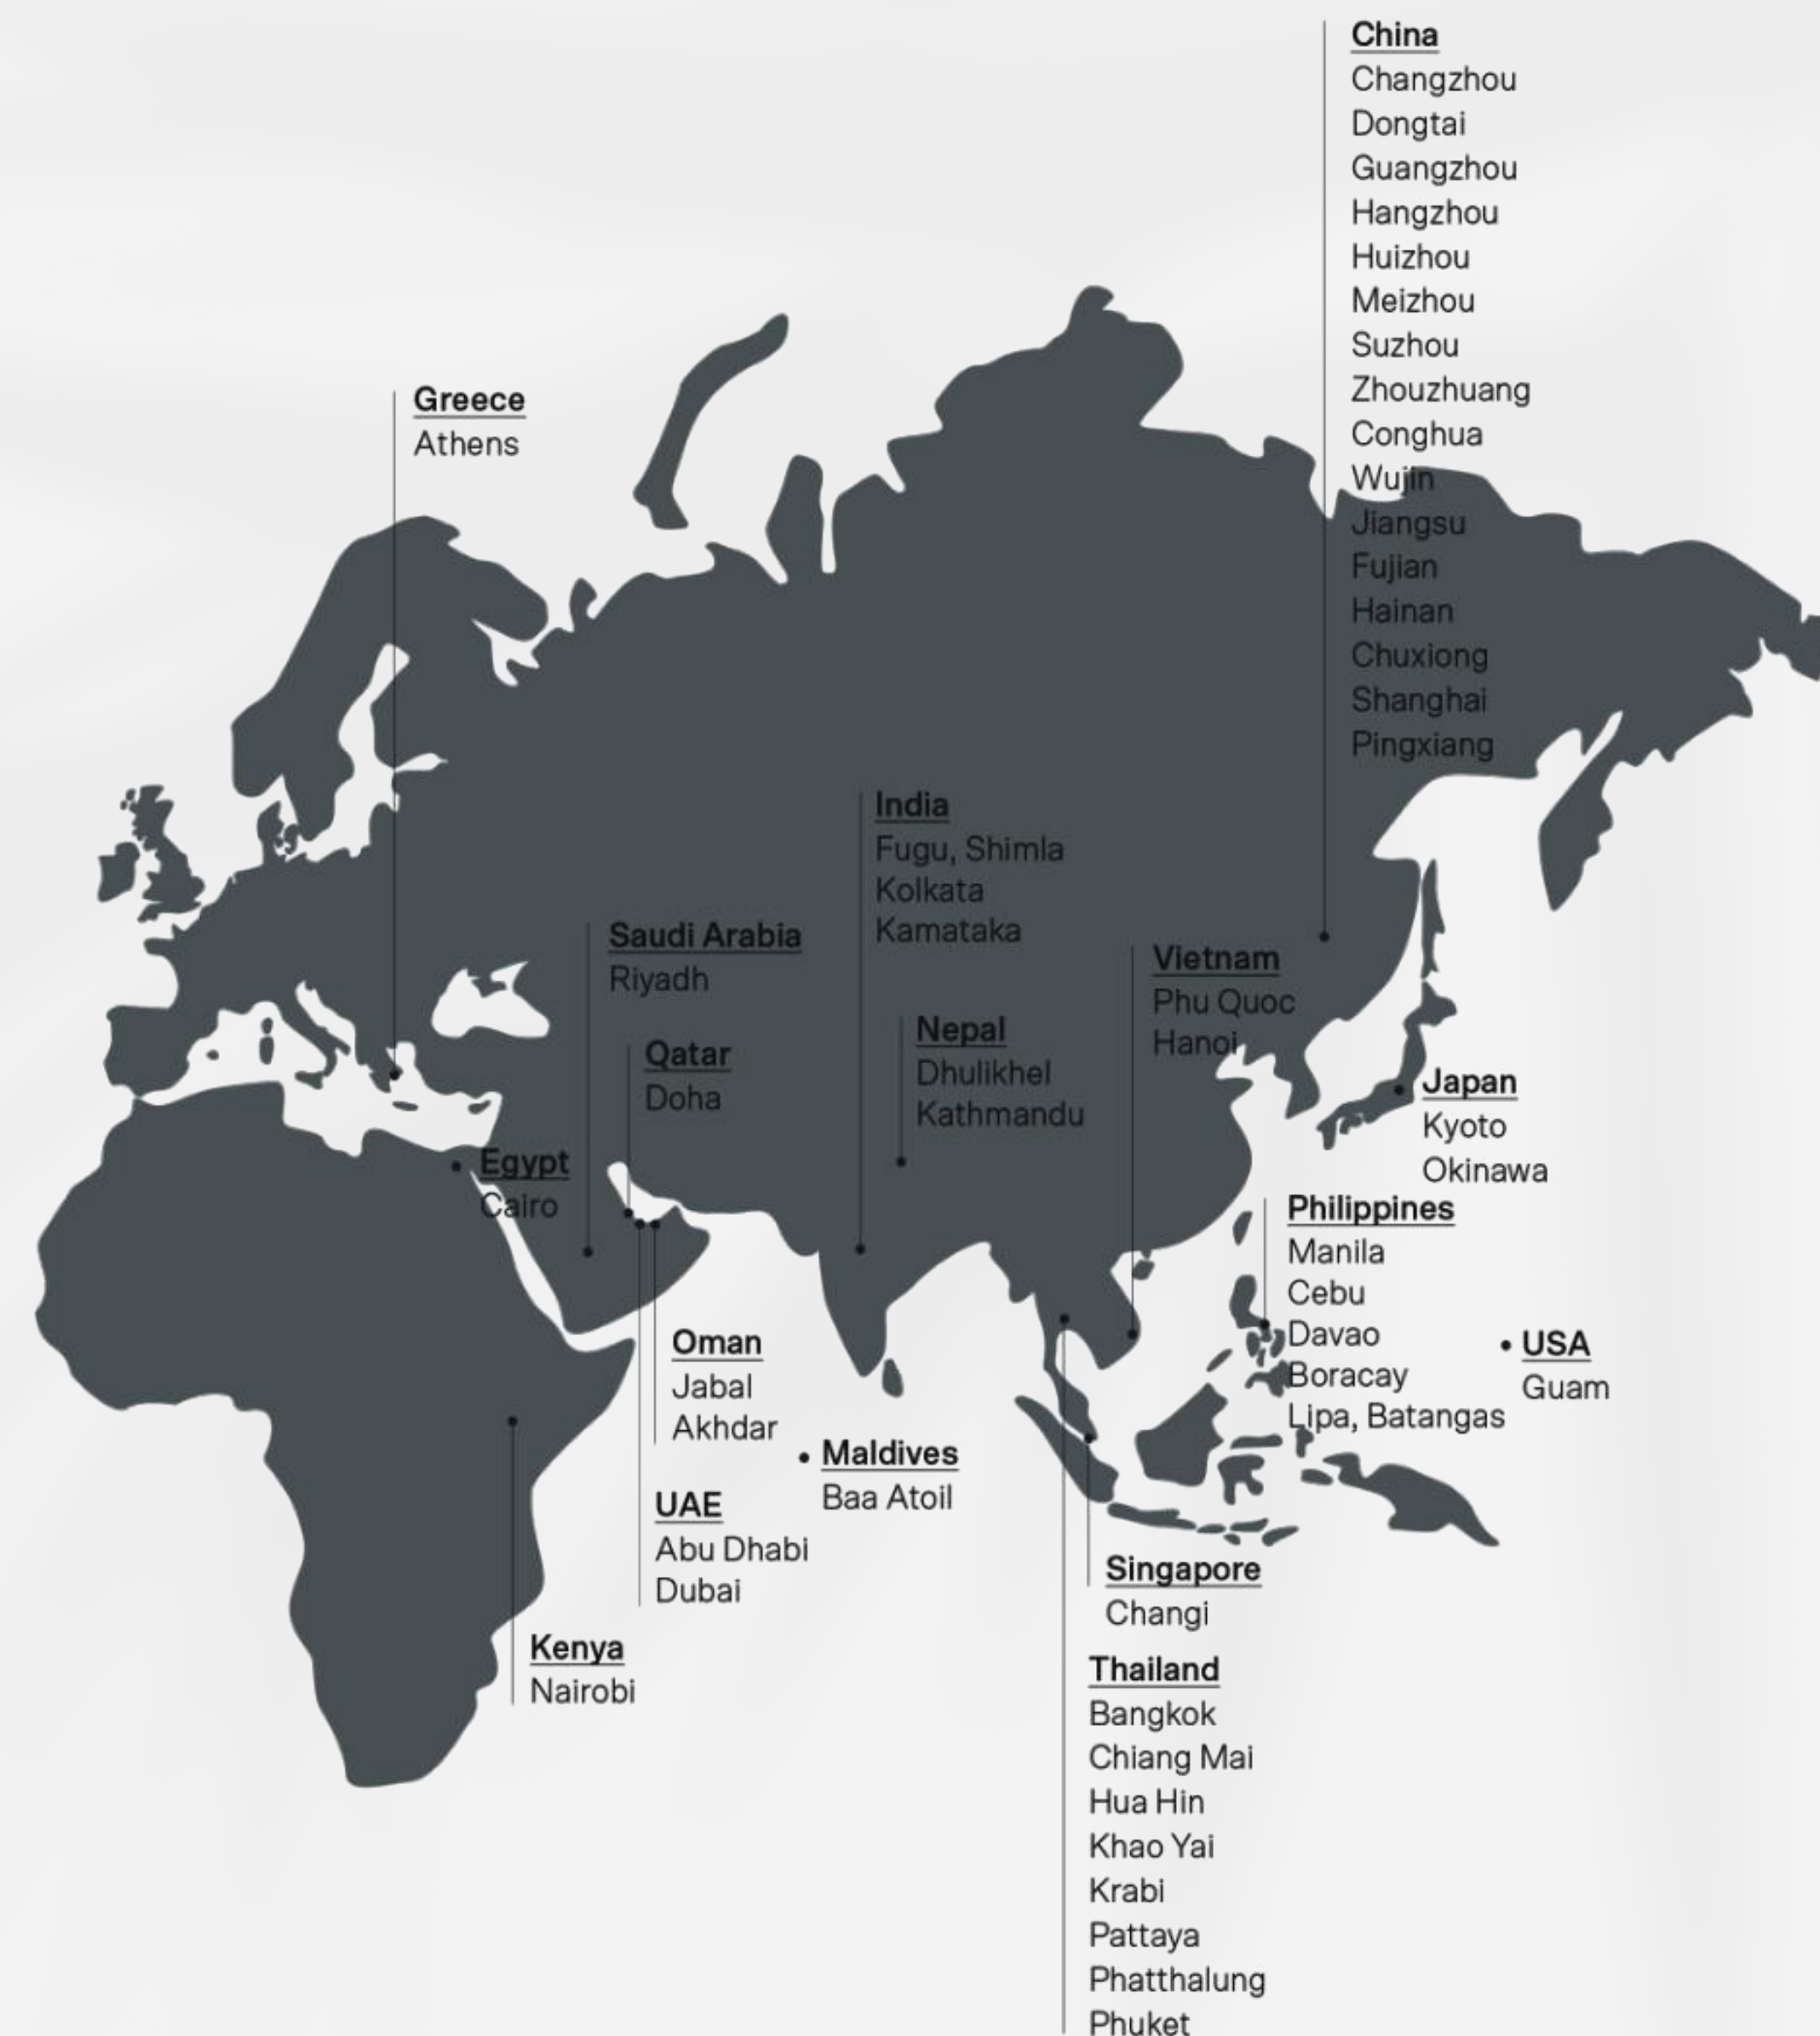 China
Changzhou
Dongtai
Guangzhou
Hangzhou
Huizhou
Meizhou
Suzhou
Zhouzhuang
Conghua
Wujin
Jiangsu
Fujian
Hainan
Chuxiong
Shanghai
Pingxiang
Greece
Athens
India
Fugu, Shimla
Kolkata
Kamataka
Saudi Arabia
Riyadh
Vietnam
Phu Quoc
Hanoi
Nepal
Dhulikhel
Kathmandu
Qatar
Doha
Japan
Kyoto
Okinawa
Egypt
Cairo
Philippines
Manila
Cebu
Davao
Boracay
Lipa, Batangas
USA
Guam
Oman
Jabal
Akhdar
Maldives
Baa Atoil
UAE
Abu Dhabi
Dubai
Singapore
Changi
Kenya
Nairobi
Thailand
Bangkok
Chiang Mai
Hua Hin
Khao Yai
Krabi
Pattaya
Phatthalung
Phuket